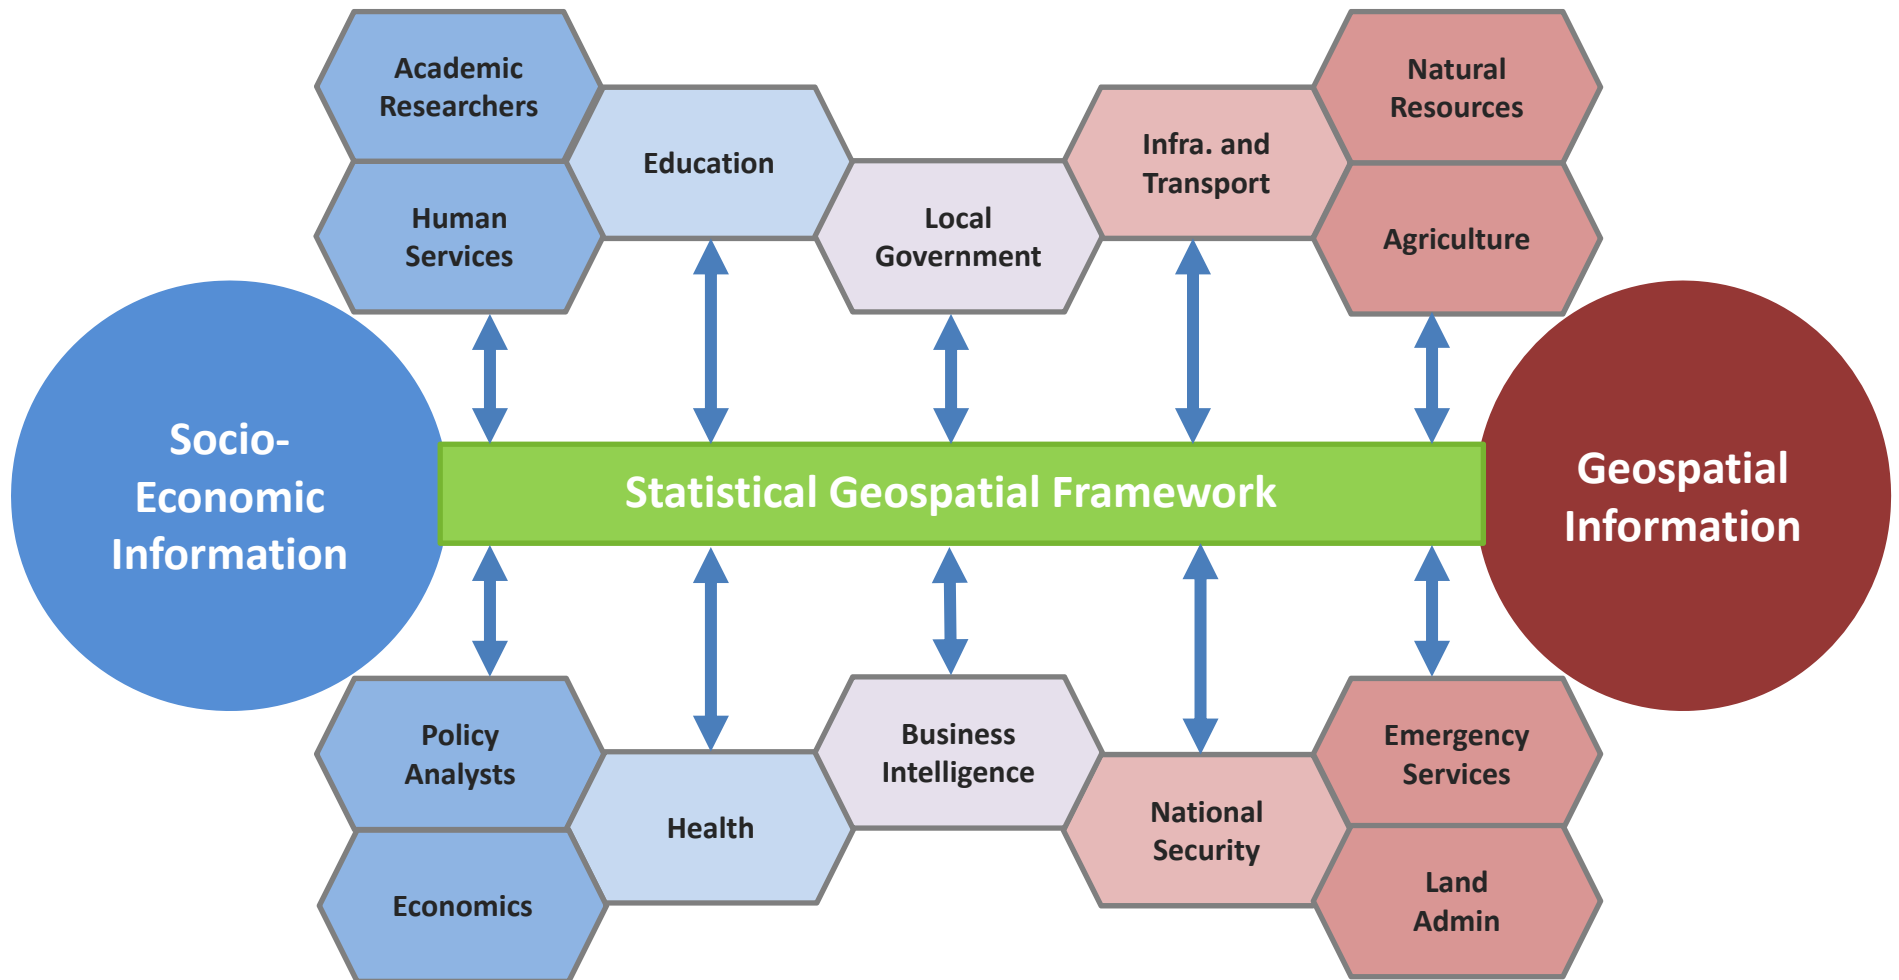 Academic
Researchers
Natural
Resources
Education
Infra. and
Transport
Human
Services
Local
Government
Agriculture
Socio-
Economic
Information
Statistical Geospatial Framework
Geospatial
Information
Policy
Analysts
Business
Intelligence
Emergency
Services
Health
National
Security
Economics
Land
Admin